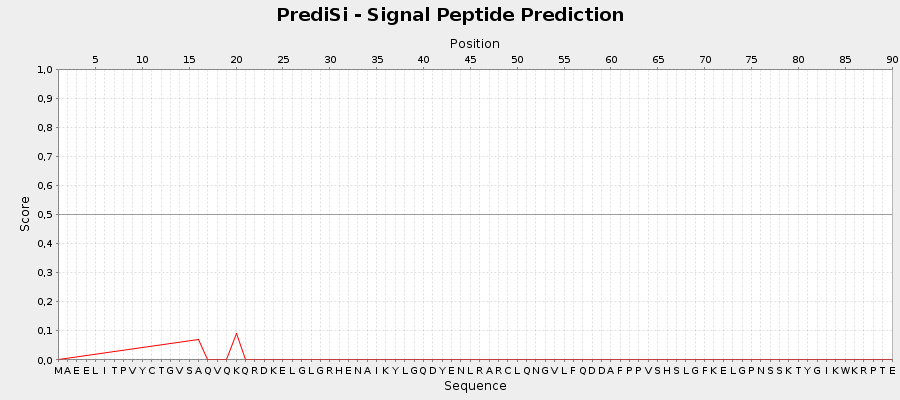 PrediSi - Signal Peptide Prediction
Position
5 10 15 20 25 30 35 40 45 50 55 60 65 70 75 80 85 90
1,0
0,9
0,8
0,7
0,6
0,5
0,4
0,3
0,2
0,1
0,0
Score
M A E E L I T P V Y C T G V S A Q V Q K Q R D K E L G L G R H E N A I K Y L G Q D Y E N L R A R C L Q N G V L F Q D D A F P P V S H S L G F K E L G P N S S K T Y G I K W K R P T E
Sequence